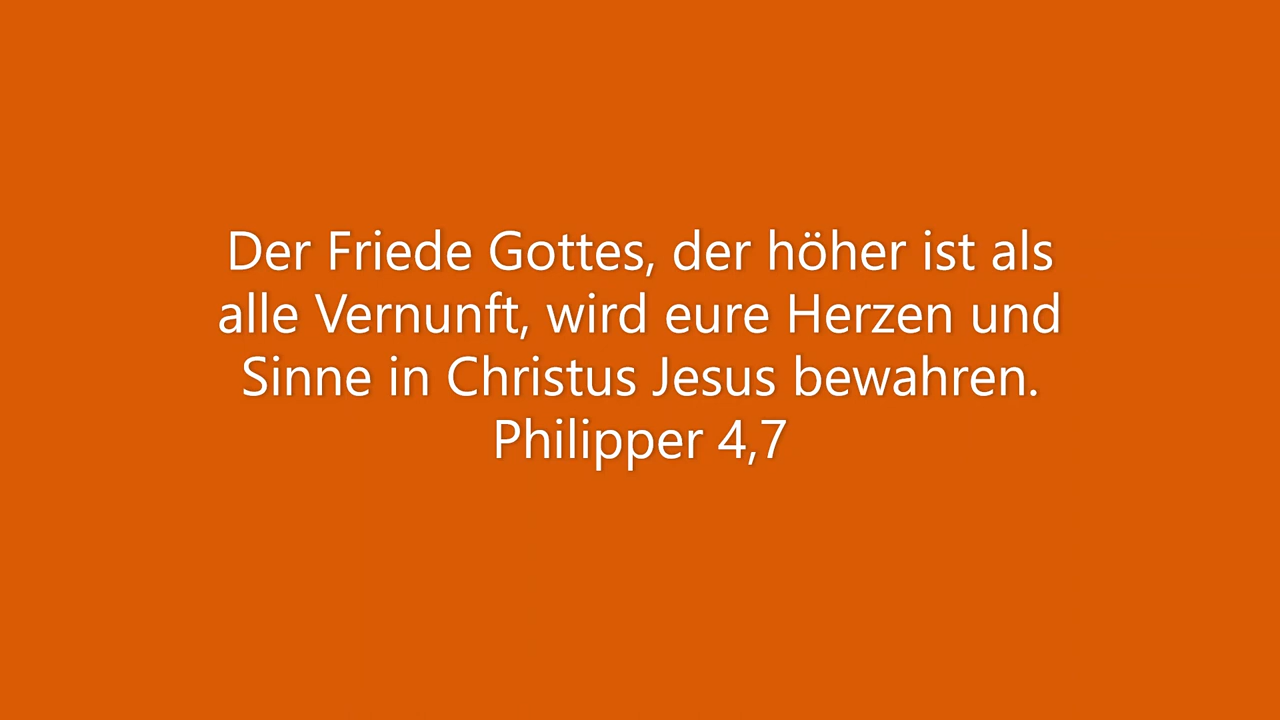 Der Friede Gottes, der höher ist als
alle Vernunft, wird eure Herzen und
Sinne in Christus Jesus bewahren.
Philipper 4,7